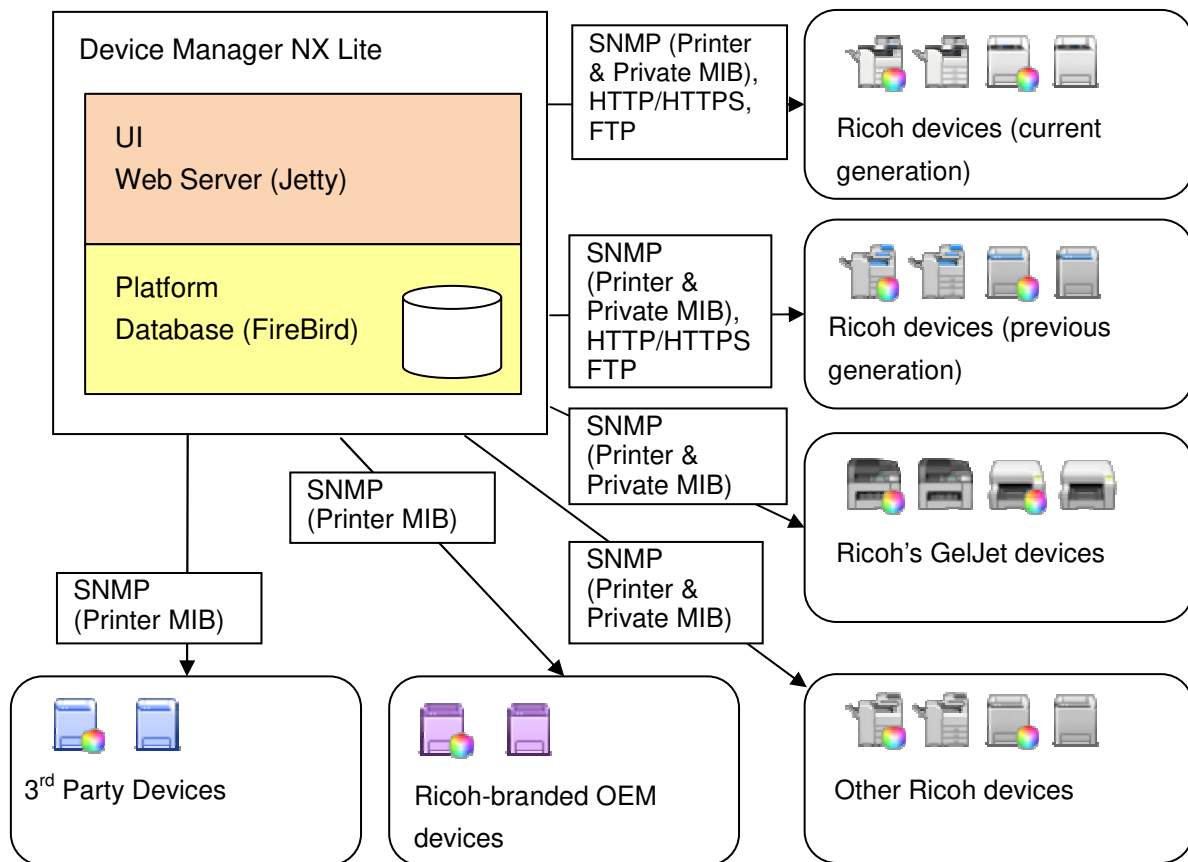 Device Manager NX Lite
UI
Web Server (Jetty)
Platform
Database (FireBird)
SNMP (Printer
& Private MIB),
HTTP/HTTPS,
FTP
Ricoh devices (current
generation)
SNMP
(Printer &
Private MIB),
HTTP/HTTPS
FTP
Ricoh devices (previous
generation)
SNMP
(Printer &
Private MIB)
Ricoh's GelJet devices
SNMP
(Printer MIB)
SNMP
(Printer &
Private MIB)
SNMP
(Printer MIB)
3rd Party Devices
Ricoh-branded OEM
devices
Other Ricoh devices